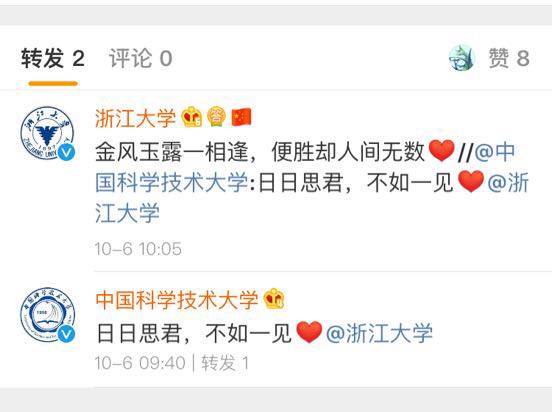 转发 2 评论 0 赞 8
浙江大学
金风玉露一相逢，便胜却人间无数❤️//@中
国科学技术大学:日日思君，不如一见❤️@浙
江大学
10-6 10:05
中国科学技术大学
日日思君，不如一见❤️@浙江大学
10-6 09:40 | 转发 1